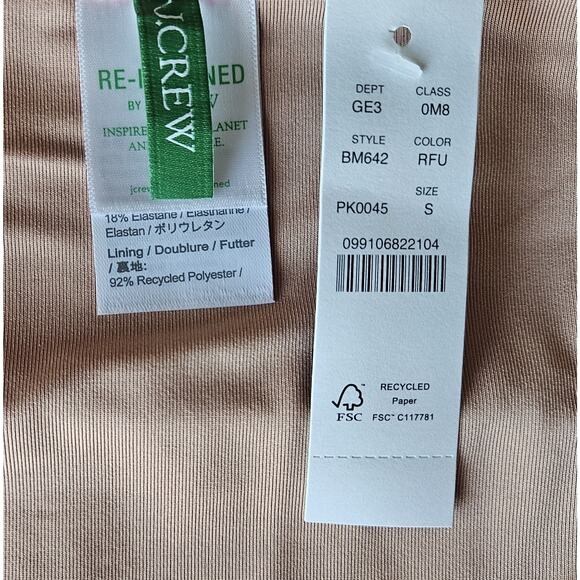 J.CREW
BY
INSPIRE LANET
AN E.
jcrew ned
18% Elastane / Elasthanne /
Elastan / ポリウレタン
Lining / Doublure / Futter
/ 裏地:
92% Recycled Polyester /
DEPT CLASS
GE3 0M8
STYLE COLOR
BM642 RFU
SIZE
PK0045 S
099106822104
FSC
RECYCLED
Paper
FSC™ C117781